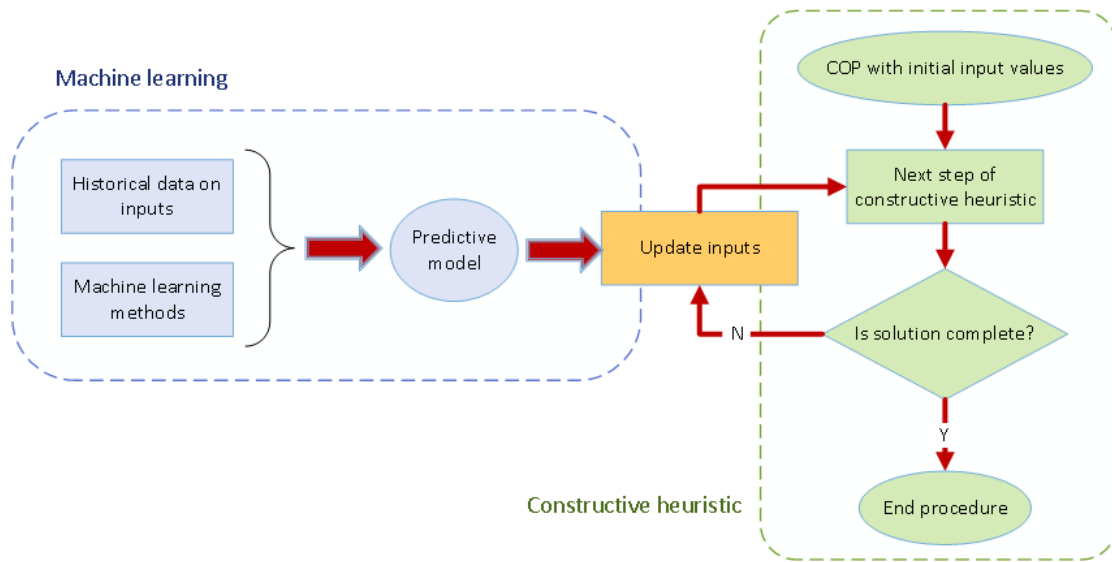 Machine learning
Historical data on
inputs
Machine learning
methods
Predictive
model
Update inputs
COP with initial input values
Next step of
constructive heuristic
Is solution complete?
N
Y
End procedure
Constructive heuristic